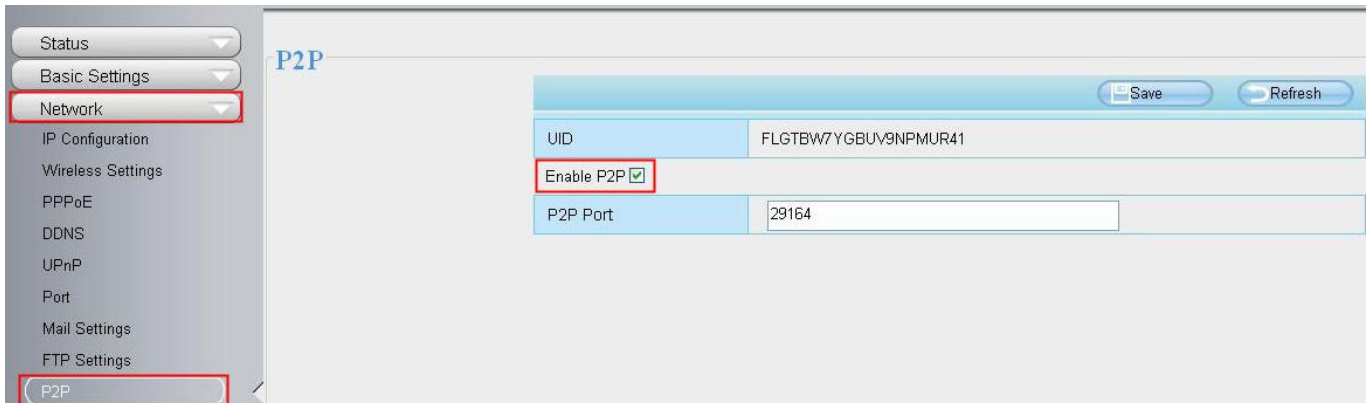 Status
Basic Settings
Network
IP Configuration
Wireless Settings
PPPoE
DDNS
UPnP
Port
Mail Settings
FTP Settings
P2P
P2P
Save Refresh
UID FLGTBW7YGBUV9NPMUR41
Enable P2P
P2P Port 29164